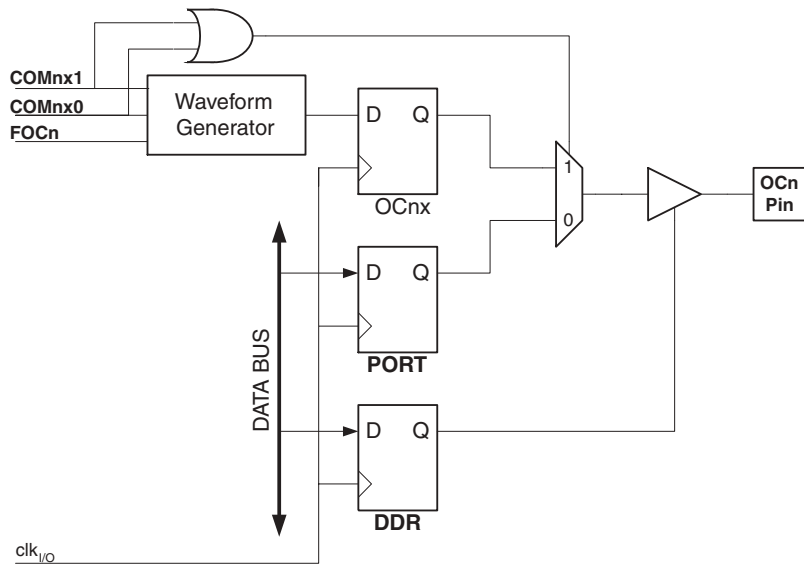 COMnx1
COMnx0
FOCn
Waveform
Generator
D Q
OCnx
1
0
OCn
Pin
D Q
PORT
DATA BUS
D Q
DDR
clkI/O